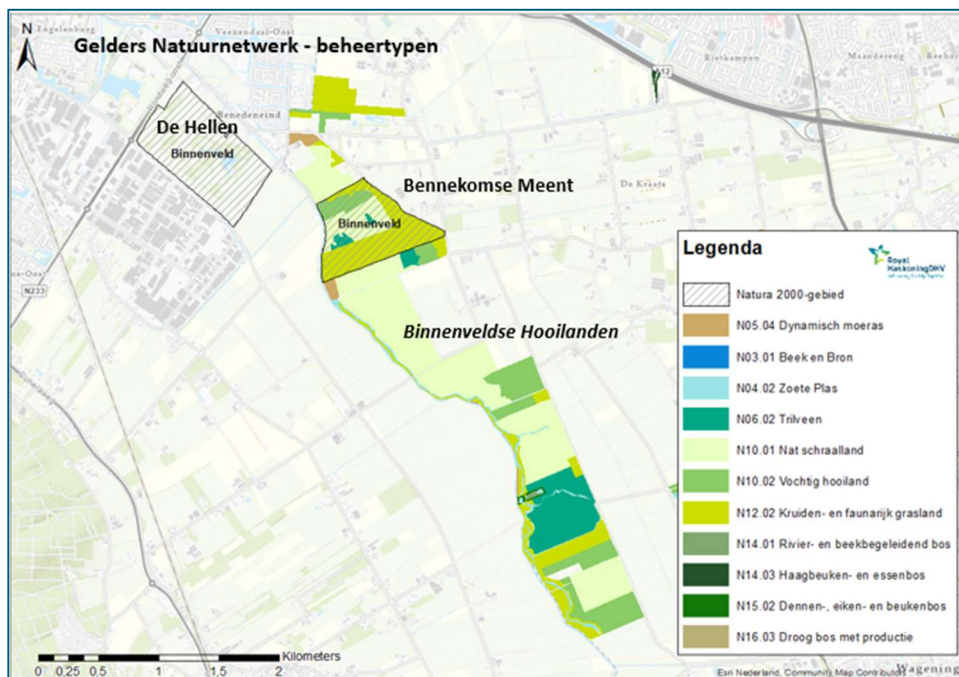 N
Gelders Natuurnetwerk - beheertypen
Engelenburg
Veenendaal-Oost
Benedeneind
De Hellen
Binnenveld
Rietkampen
A12
Maandereng
Bennekomse Meent
De Kraats
Binnenveld
N233
Binnenveldse Hooilanden
Legenda
Royal
HaskoningDHV
Natura 2000-gebied
N05.04 Dynamisch moeras
N03.01 Beek en Bron
N04.02 Zoete Plas
N06.02 Trilveen
N10.01 Nat schraalland
N10.02 Vochtig hooiland
N12.02 Kruiden- en faunarijk grasland
N14.01 Rivier- en beekbegeleidend bos
N14.03 Haagbeuken- en essenbos
N15.02 Dennen-, eiken- en beukenbos
N16.03 Droog bos met productie
Kilometers
0 0.25 0.5 1 1.5 2
Wagening
Esri Nederland, Community Map Contributors